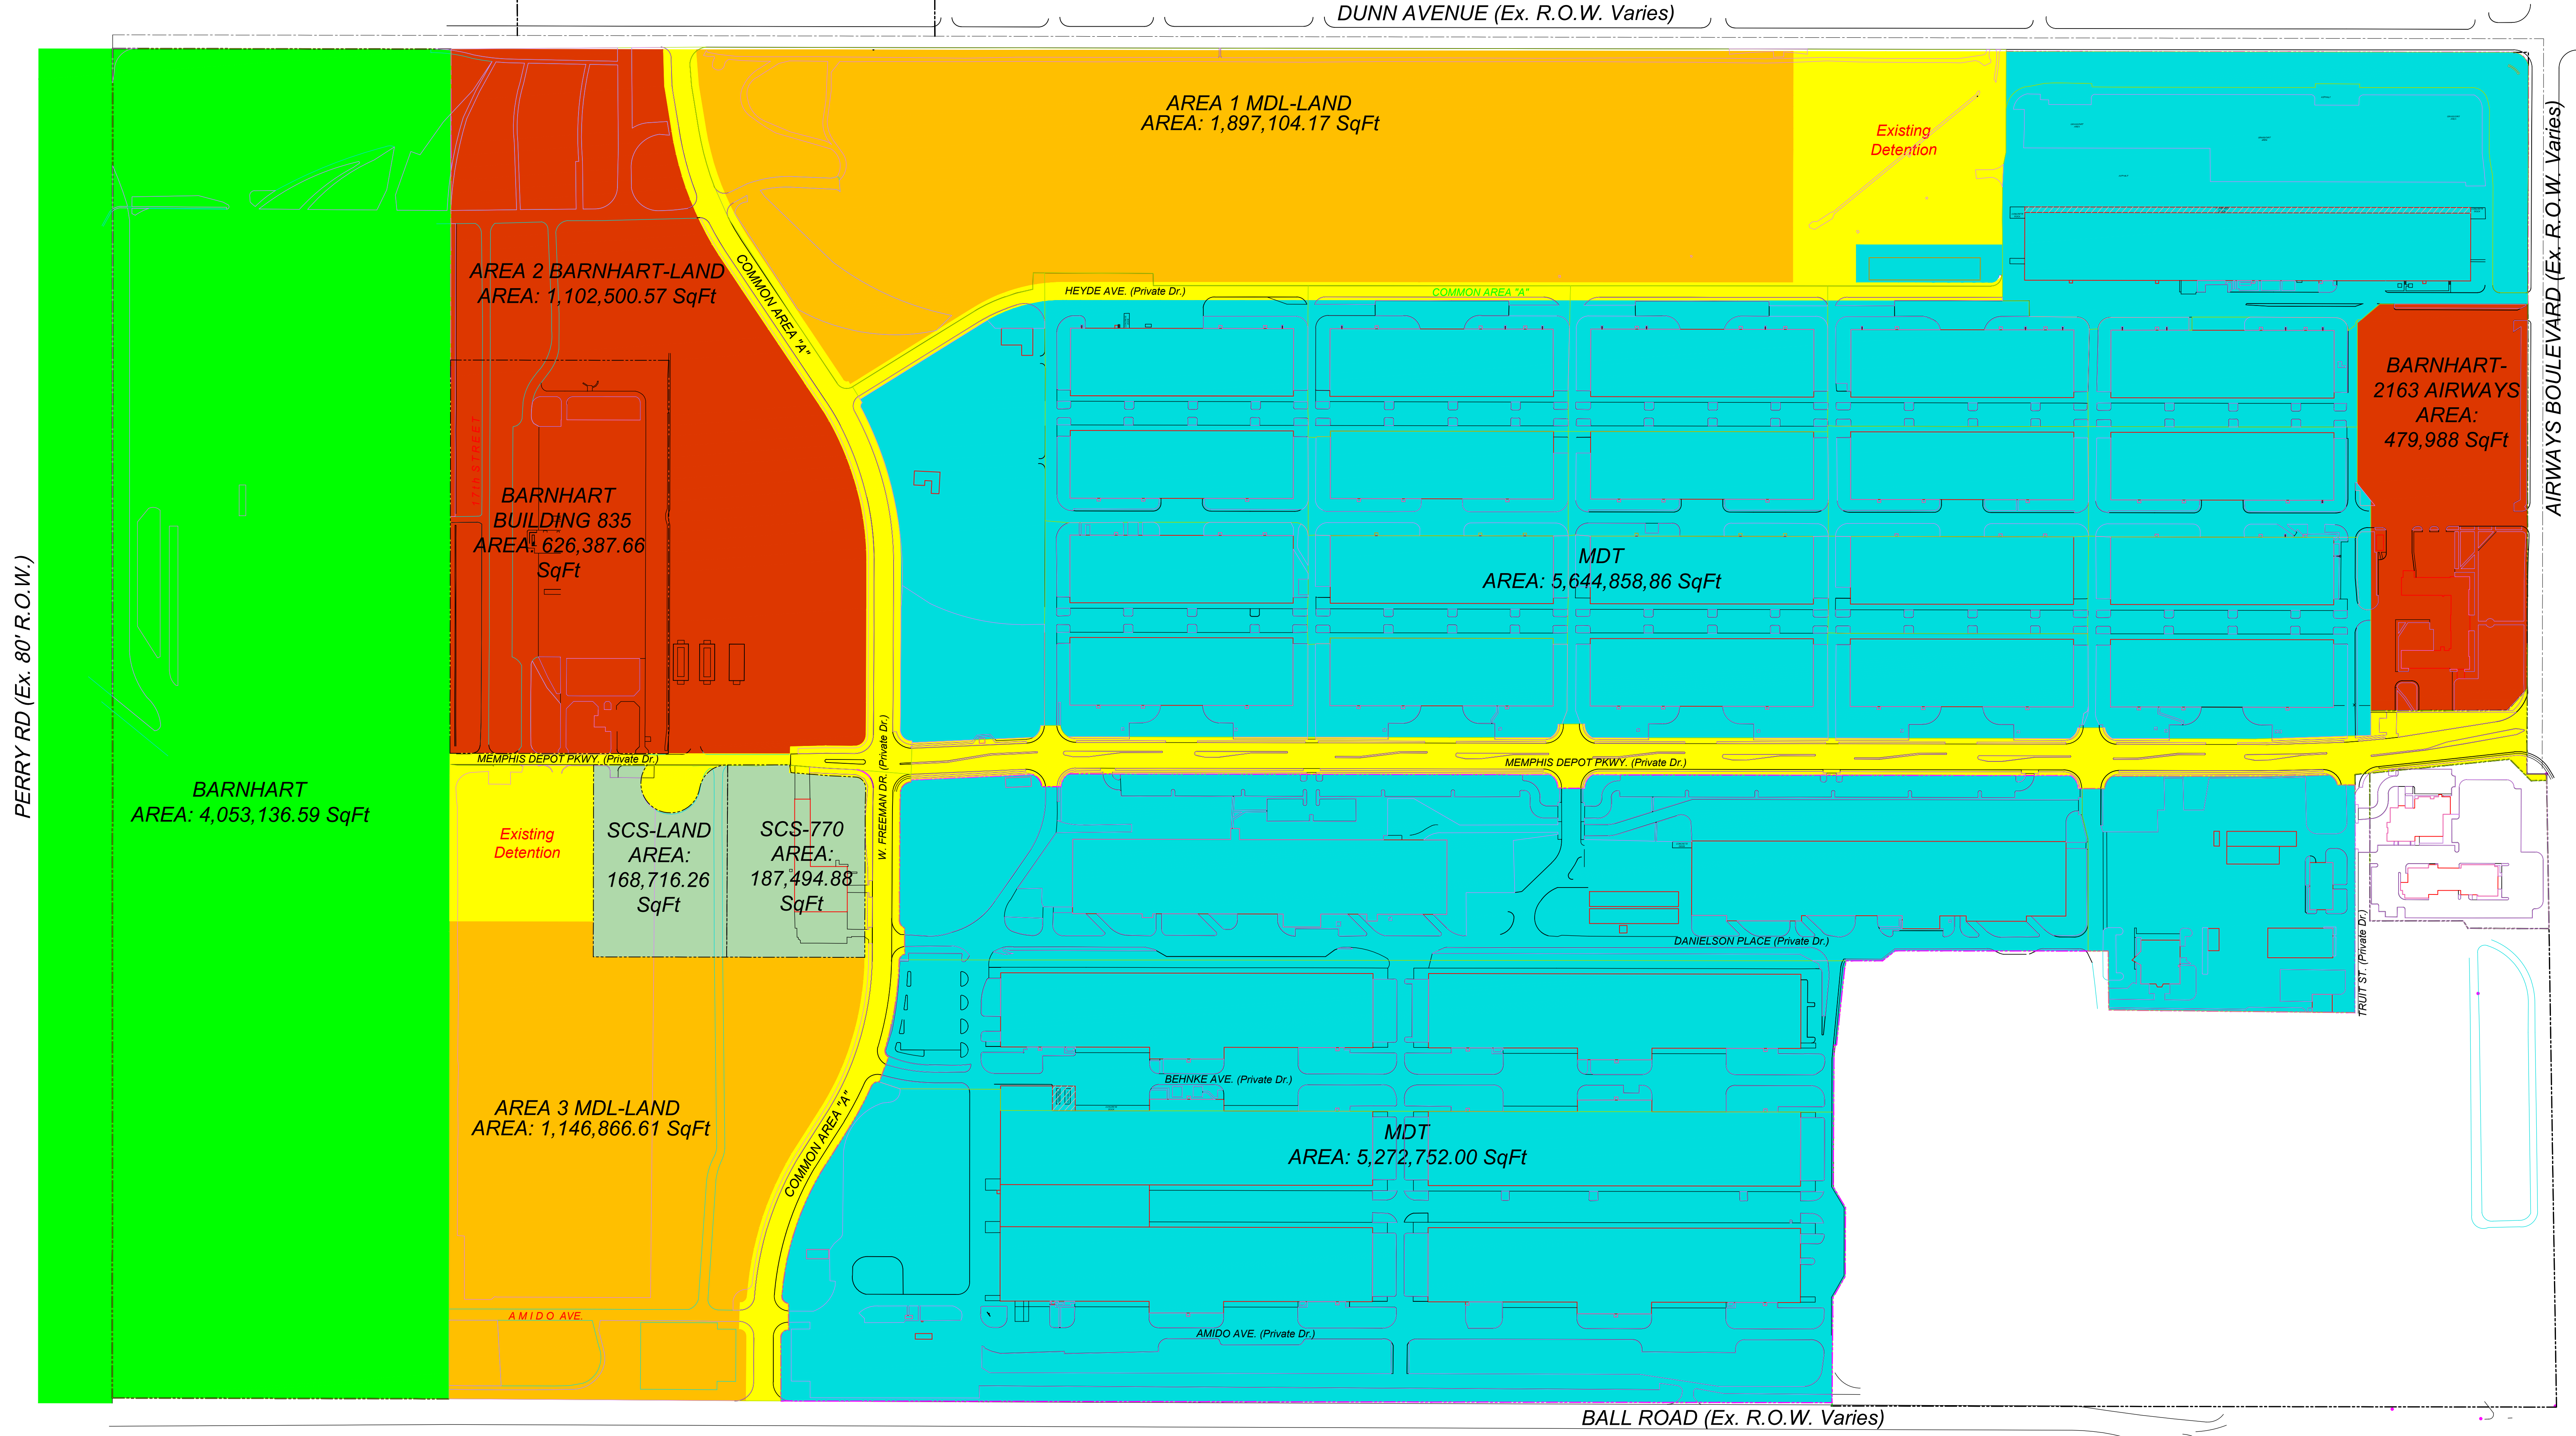 DUNN AVENUE (Ex. R.O.W. Varies)
AREA 1 MDL-LAND
AREA: 1,897,104.17 SqFt
Existing
Detention
AREA 2 BARNHART-LAND
AREA: 1,102,500.57 SqFt
COMMON AREA "A"
HEYDE AVE. (Private Dr.)
COMMON AREA "A"
AIRWAYS BOULEVARD (Ex. R.O.W. Varies)
BARNHART-
2163 AIRWAYS
AREA:
479,988 SqFt
17th STREET
BARNHART
BUILDING 835
AREA: 626,387.66
SqFt
MDT
AREA: 5,644,858,86 SqFt
PERRY RD (Ex. 80' R.O.W.)
BARNHART
AREA: 4,053,136.59 SqFt
MEMPHIS DEPOT PKWY. (Private Dr.)
MEMPHIS DEPOT PKWY. (Private Dr.)
W. FREEMAN DR. (Private Dr.)
Existing
Detention
SCS-LAND
AREA:
168,716.26
SqFt
SCS-770
AREA:
187,494.88
SqFt
DANIELSON PLACE (Private Dr.)
TRUIT ST. (Private Dr.)
BEHNKE AVE. (Private Dr.)
AREA 3 MDL-LAND
AREA: 1,146,866.61 SqFt
COMMON AREA "A"
MDT
AREA: 5,272,752.00 SqFt
AMIDO AVE.
AMIDO AVE. (Private Dr.)
BALL ROAD (Ex. R.O.W. Varies)